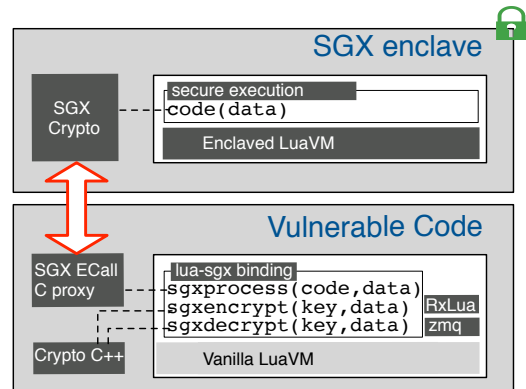 SGX enclave
SGX
Crypto
secure execution
code(data)
Enclaved LuaVM
Vulnerable Code
SGX ECall
C proxy
lua-sgx binding
sgxprocess(code,data)
sgxencrypt(key,data)
RxLua
sgxdecrypt(key,data)
zmq
Crypto C++
Vanilla LuaVM